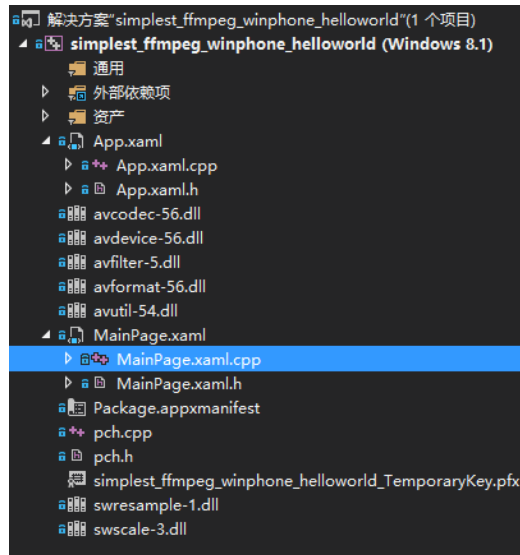 解决方案"simplest_ffmpeg_winphone_helloworld"(1 个项目)
simplest_ffmpeg_winphone_helloworld (Windows 8.1)
通用
外部依赖项
资产
App.xaml
App.xaml.cpp
App.xaml.h
avcodec-56.dll
avdevice-56.dll
avfilter-5.dll
avformat-56.dll
avutil-54.dll
MainPage.xaml
MainPage.xaml.cpp
MainPage.xaml.h
Package.appxmanifest
pch.cpp
pch.h
simplest_ffmpeg_winphone_helloworld_TemporaryKey.pfx
swresample-1.dll
swscale-3.dll